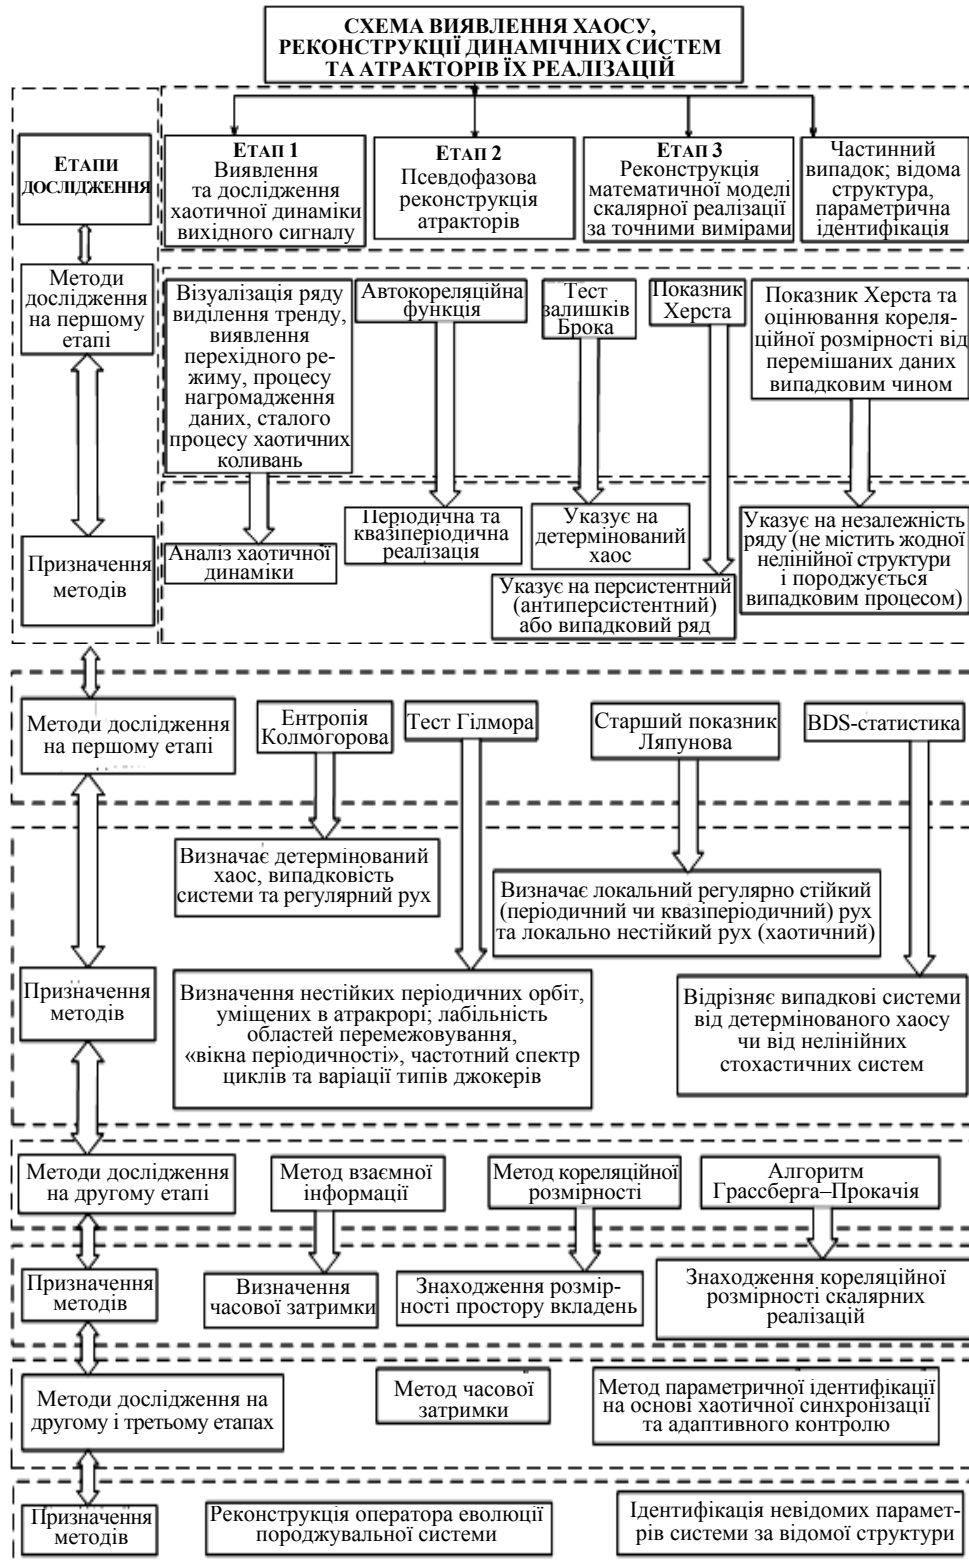 СХЕМА ВИЯВЛЕННЯ ХАОСУ,
РЕКОНСТРУКЦІЇ ДИНАМІЧНИХ СИСТЕМ
ТА АТРАКТОРІВ ЇХ РЕАЛІЗАЦІЙ
ЕТАПИ
ДОСЛІДЖЕННЯ
ЕТАП 1
Виявлення
та дослідження
хаотичної динаміки
вихідного сигналу
ЕТАП 2
Псевдофазова
реконструкція
атракторів
ЕТАП 3
Реконструкція
математичної моделі
скалярної реалізації
за точними вимірами
Частинний
випадок; відома
структура,
параметрична
ідентифікація
Методи
дослідження
на першому
етапі
Візуалізація ряду
виділення тренду,
виявлення
перехідного ре-
жиму, процесу
нагромадження
даних, сталого
процесу хаотичних
коливань
Автокореляційна
функція
Тест
залишків
Брока
Показник
Херста
Показник Херста та
оцінювання кореля-
ційної розмірності від
перемішаних даних
випадковим чином
Призначення
методів
Аналіз хаотичної
динаміки
Періодична та
квазіперіодична
реалізація
Указує на
детермінований
хаос
Указує на персистентний
(антиперсистентний)
або випадковий ряд
Указує на незалежність
ряду (не містить жодної
нелінійної структури
і породжується
випадковим процесом)
Методи дослідження
на першому етапі
Ентропія
Колмогорова
Тест Гілмора
Старший показник
Ляпунова
BDS-статистика
Визначає детермінований
хаос, випадковість
системи та регулярний рух
Визначає локальний регулярно стійкий
(періодичний чи квазіперіодичний) рух
та локально нестійкий рух (хаотичний)
Призначення
методів
Визначення нестійких періодичних орбіт,
уміщених в атракрорі; лабільність
областей перемежовування,
«вікна періодичності», частотний спектр
циклів та варіації типів джокерів
Відрізняє випадкові системи
від детермінованого хаосу
чи від нелінійних
стохастичних систем
Методи дослідження
на другому етапі
Метод взаємної
інформації
Метод кореляційної
розмірності
Алгоритм
Грассберга–Прокачія
Призначення
методів
Визначення
часової затримки
Знаходження розмір-
ності простору вкладень
Знаходження кореляційної
розмірності скалярних
реалізацій
Методи дослідження на
другому і третьому етапах
Метод часової
затримки
Метод параметричної ідентифікації
на основі хаотичної синхронізації
та адаптивного контролю
Призначення
методів
Реконструкція оператора еволюції
породжувальної системи
Ідентифікація невідомих парамет-
рів системи за відомої структури